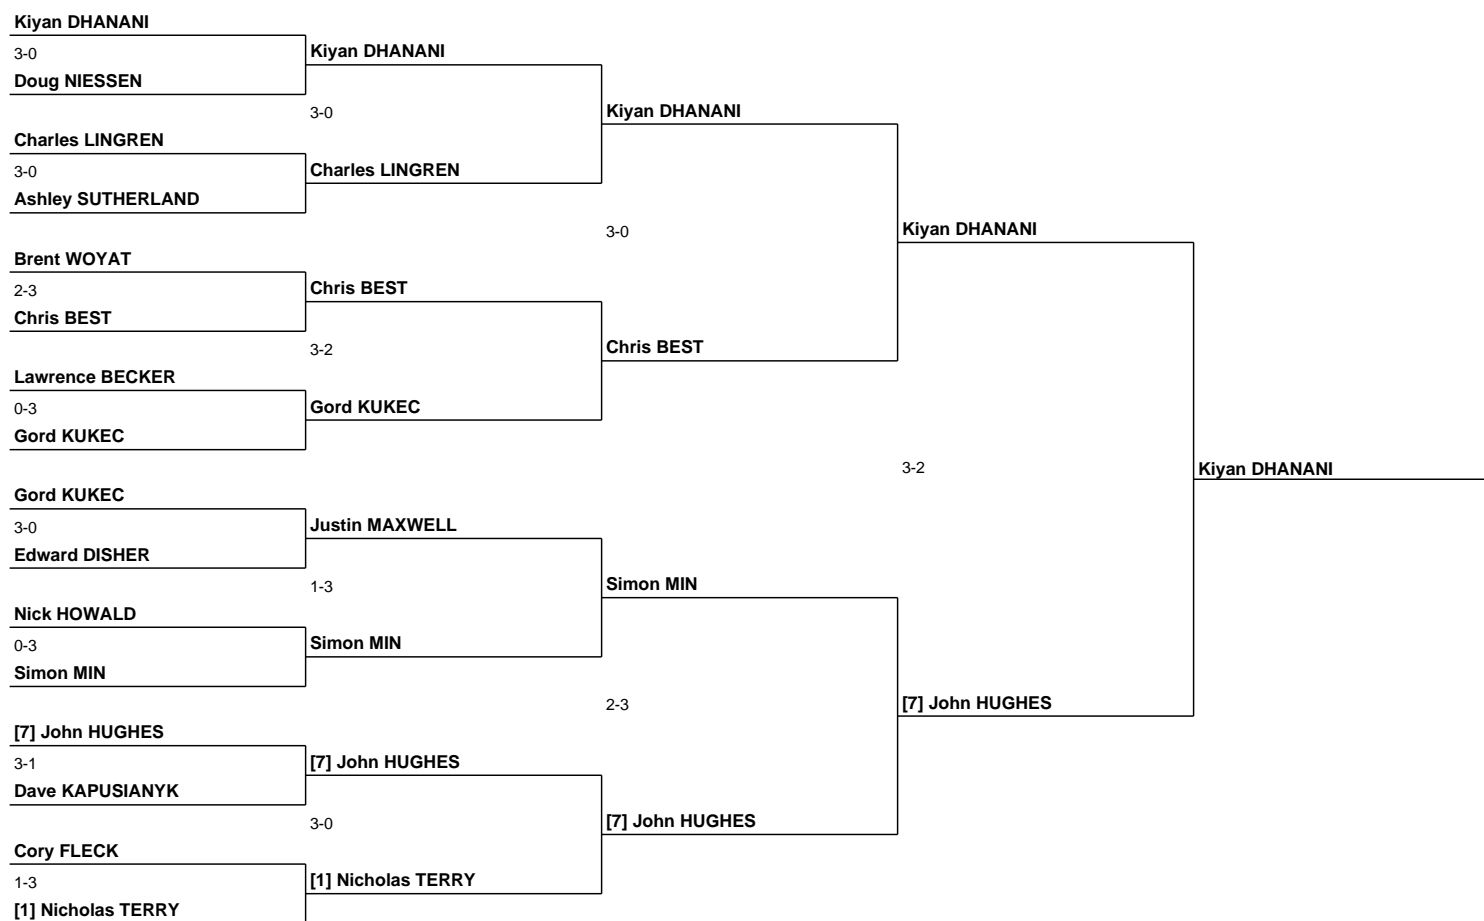 Kiyan DHANANI
3-0
Doug NIESSEN
Charles LINGREN
3-0
Ashley SUTHERLAND
Brent WOYAT
2-3
Chris BEST
Lawrence BECKER
0-3
Gord KUKEC
Gord KUKEC
3-0
Edward DISHER
Nick HOWALD
0-3
Simon MIN
[7] John HUGHES
3-1
Dave KAPUSIANYK
Cory FLECK
1-3
[1] Nicholas TERRY
Kiyan DHANANI
3-0
Charles LINGREN
Chris BEST
3-2
Gord KUKEC
Justin MAXWELL
1-3
Simon MIN
[7] John HUGHES
3-0
[1] Nicholas TERRY
Kiyan DHANANI
3-0
Chris BEST
Simon MIN
2-3
[7] John HUGHES
Kiyan DHANANI
3-2
[7] John HUGHES
Kiyan DHANANI